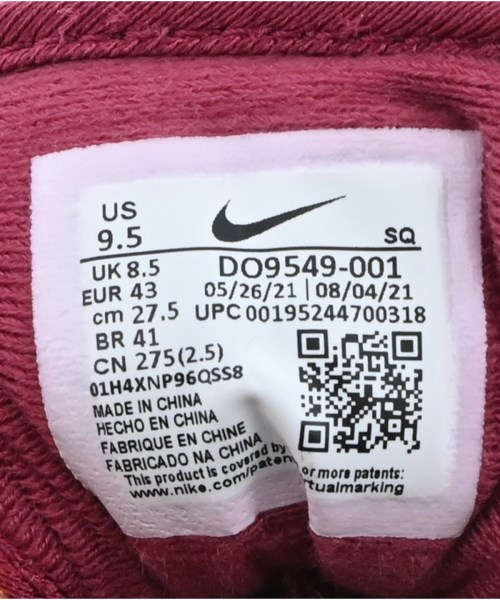 US
9.5
SQ
UK 8.5
EUR 43
cm 27.5
BR 41
CN 275(2.5)
01H4XNP96QSS8
DO9549-001
05/26/21 | 08/04/21
UPC 00195244700318
MADE IN CHINA
HECHO EN CHINA
FABRIQUE EN CHINE
FABRICADO NA CHINA
This product is covered by or more patents:
www.nike.com/paten rtualmarking